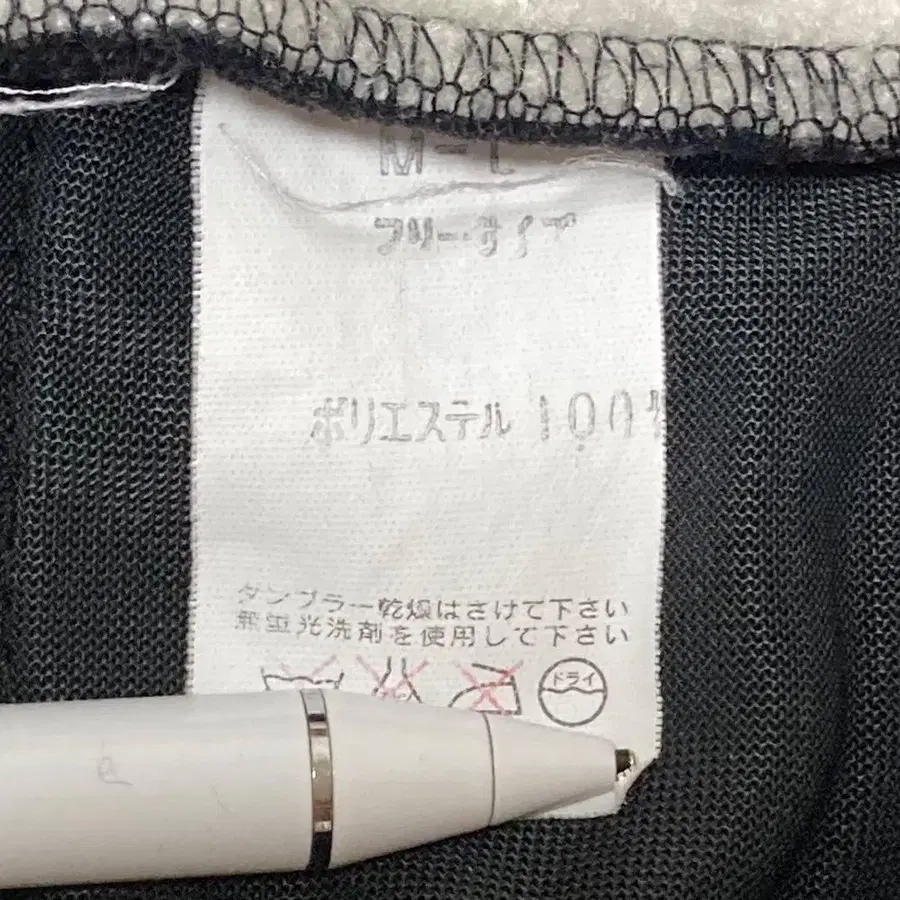 M-L
フリーサイズ
ポリエステル 100%
タンブラー乾燥はさけて下さい
無蛍光洗剤を使用して下さい
ドライ